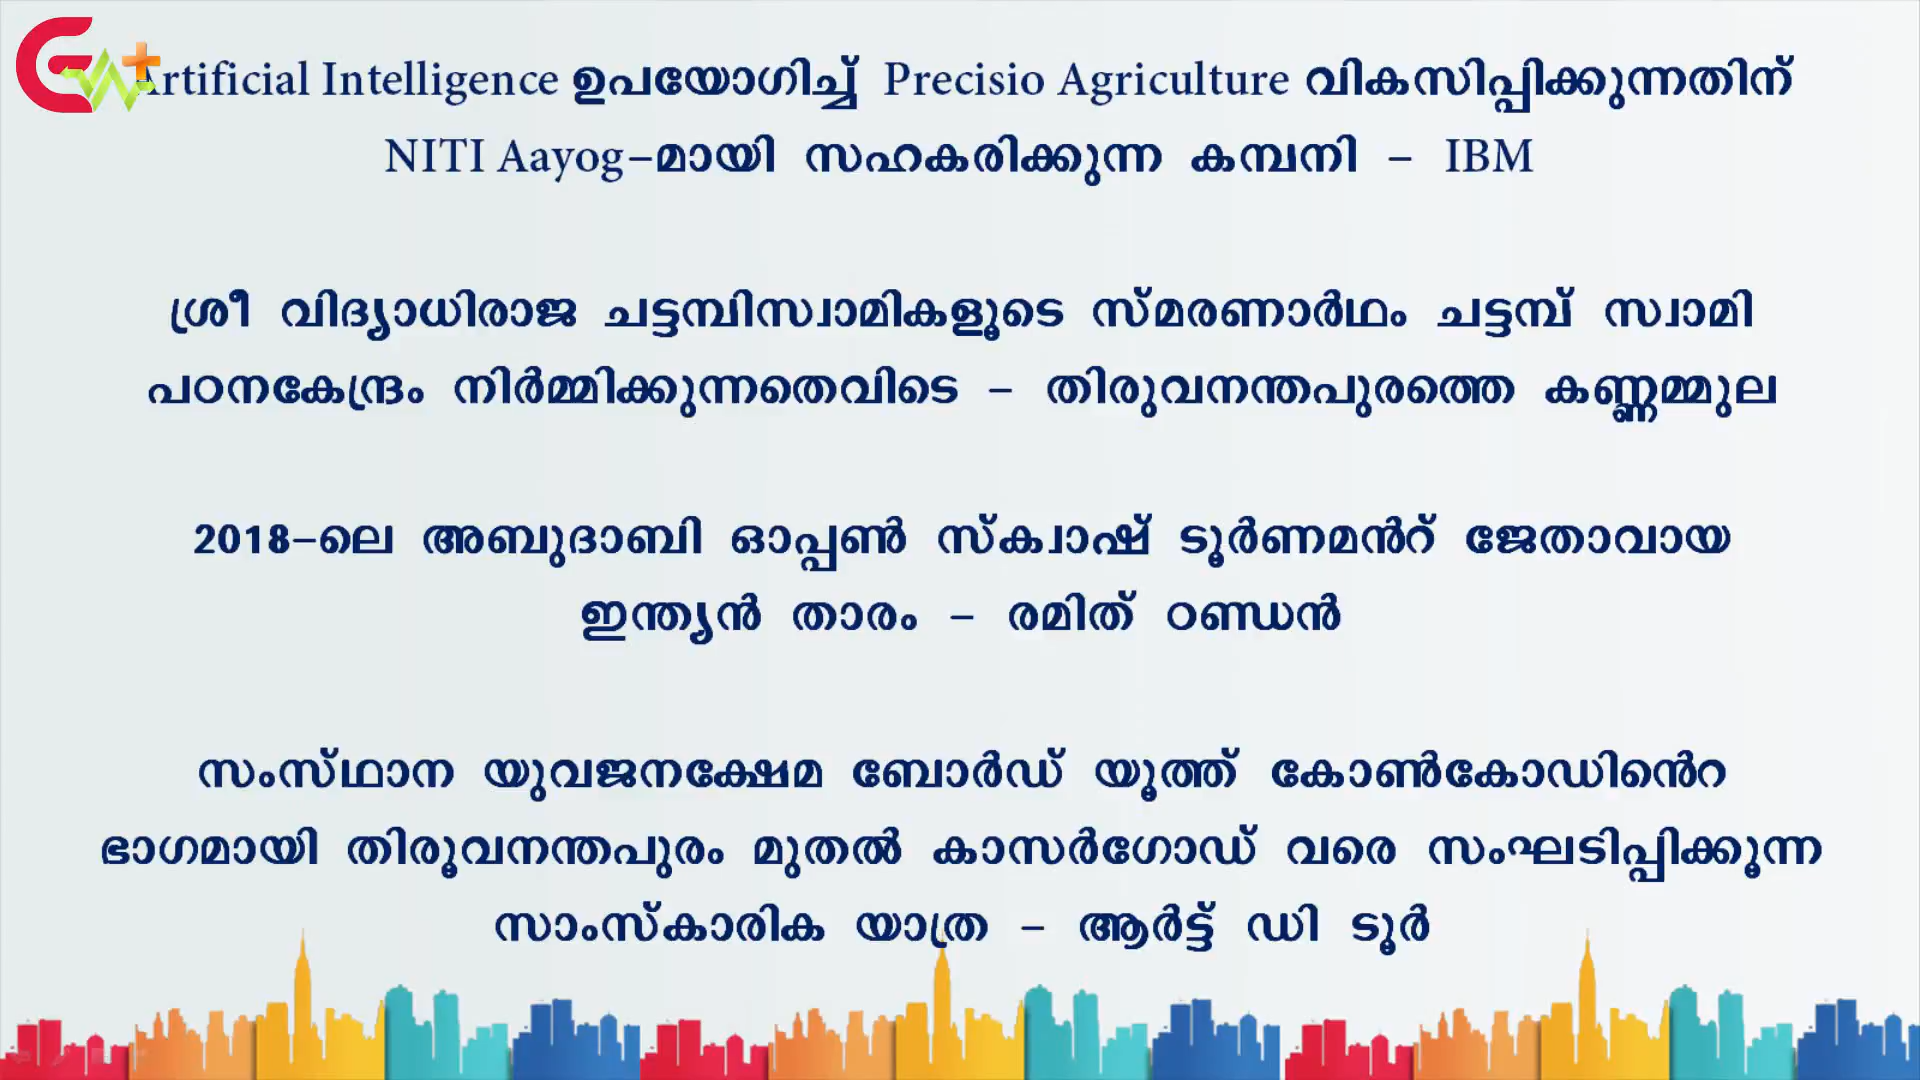 Artificial Intelligence ഉപയോഗിച്ച് Precisio Agriculture വികസിപ്പിക്കുന്നതിന്
NITI Aayog-മായി സഹകരിക്കുന്ന കമ്പനി - IBM
ശ്രീ വിദ്യാധിരാജ ചട്ടമ്പിസ്വാമികളൂടെ സ്മരണാർഥം ചട്ടമ്പ് സ്വാമി
പഠനകേന്ദ്രം നിർമ്മിക്കുന്നതെവിടെ - തിരുവനന്തപുരത്തെ കണ്ണമ്മുല
2018-ലെ അബുദാബി ഓപ്പൺ സ്ക്വാഷ് ടൂർണമൻറ് ജേതാവായ
ഇന്ത്യൻ താരം - രമിത് ഠണ്ഡൻ
സംസ്ഥാന യുവജനക്ഷേമ ബോർഡ് യൂത്ത് കോൺകോഡിൻെറ
ഭാഗമായി തിരൂവനന്തപുരം മുതൽ കാസർഗോഡ് വരെ സംഘടിപ്പിക്കൂന്ന
സാംസ്കാരിക യാത്ര - ആർട്ട് ഡി ടൂർ